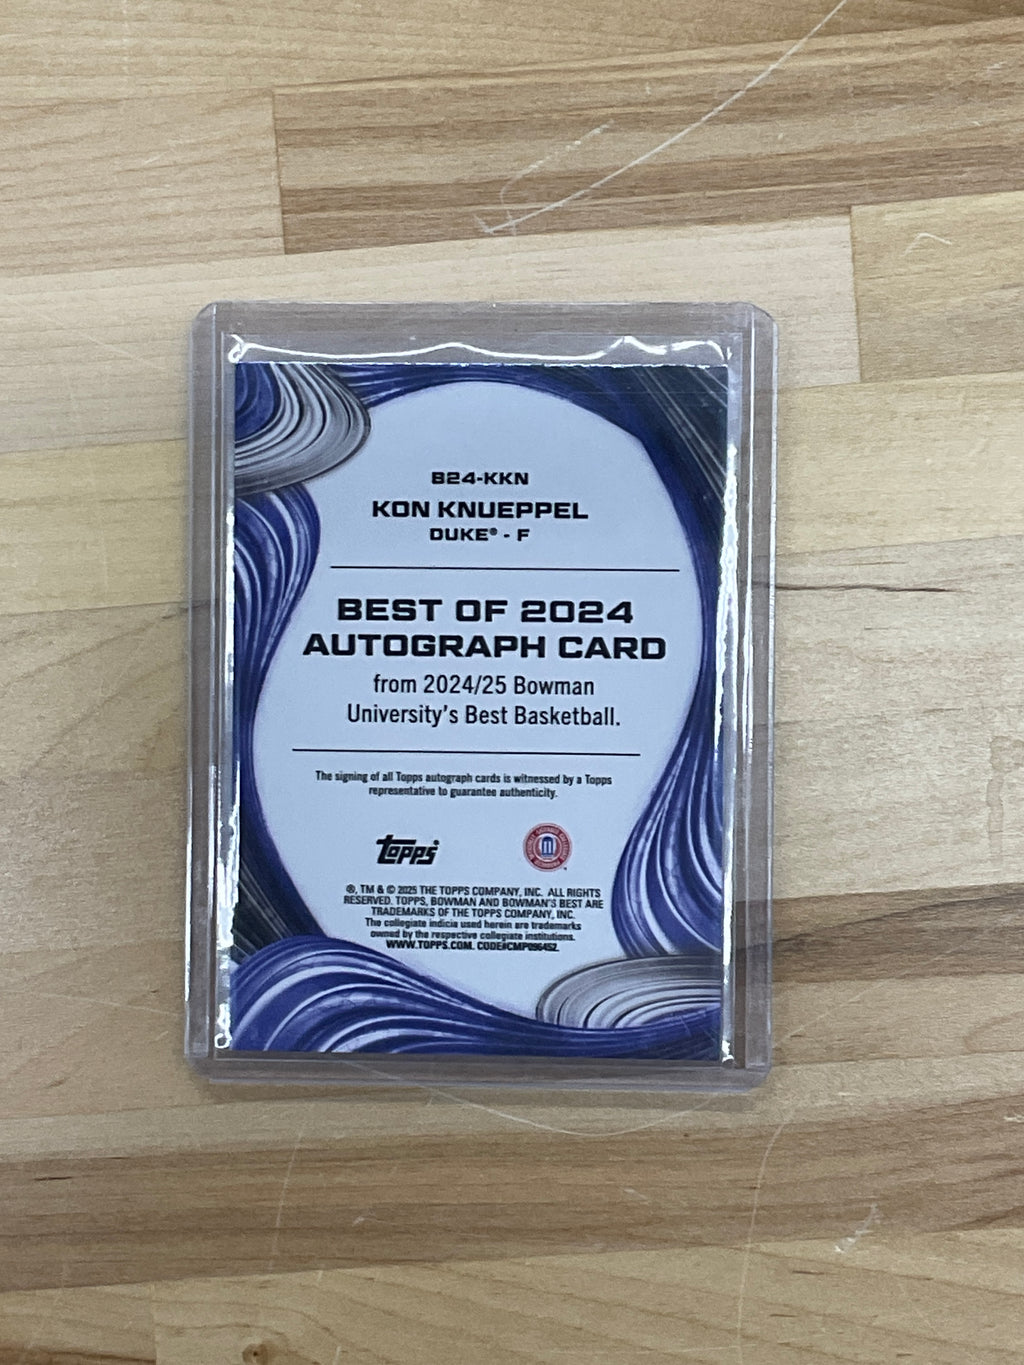 B24-KKN
KON KNUEPPEL
DUKE® - F
BEST OF 2024
AUTOGRAPH CARD
from 2024/25 Bowman
University's Best Basketball.
The signing of all Topps autograph cards is witnessed by a Topps
representative to guarantee authenticity.
topps
®, TM & © 2025 THE TOPPS COMPANY, INC. ALL RIGHTS
RESERVED. TOPPS, BOWMAN AND BOWMAN'S BEST ARE
TRADEMARKS OF THE TOPPS COMPANY, INC.
The collegiate indicia used herein are trademarks
owned by the respective collegiate institutions.
WWW.TOPPS.COM. CODE#CMP096452